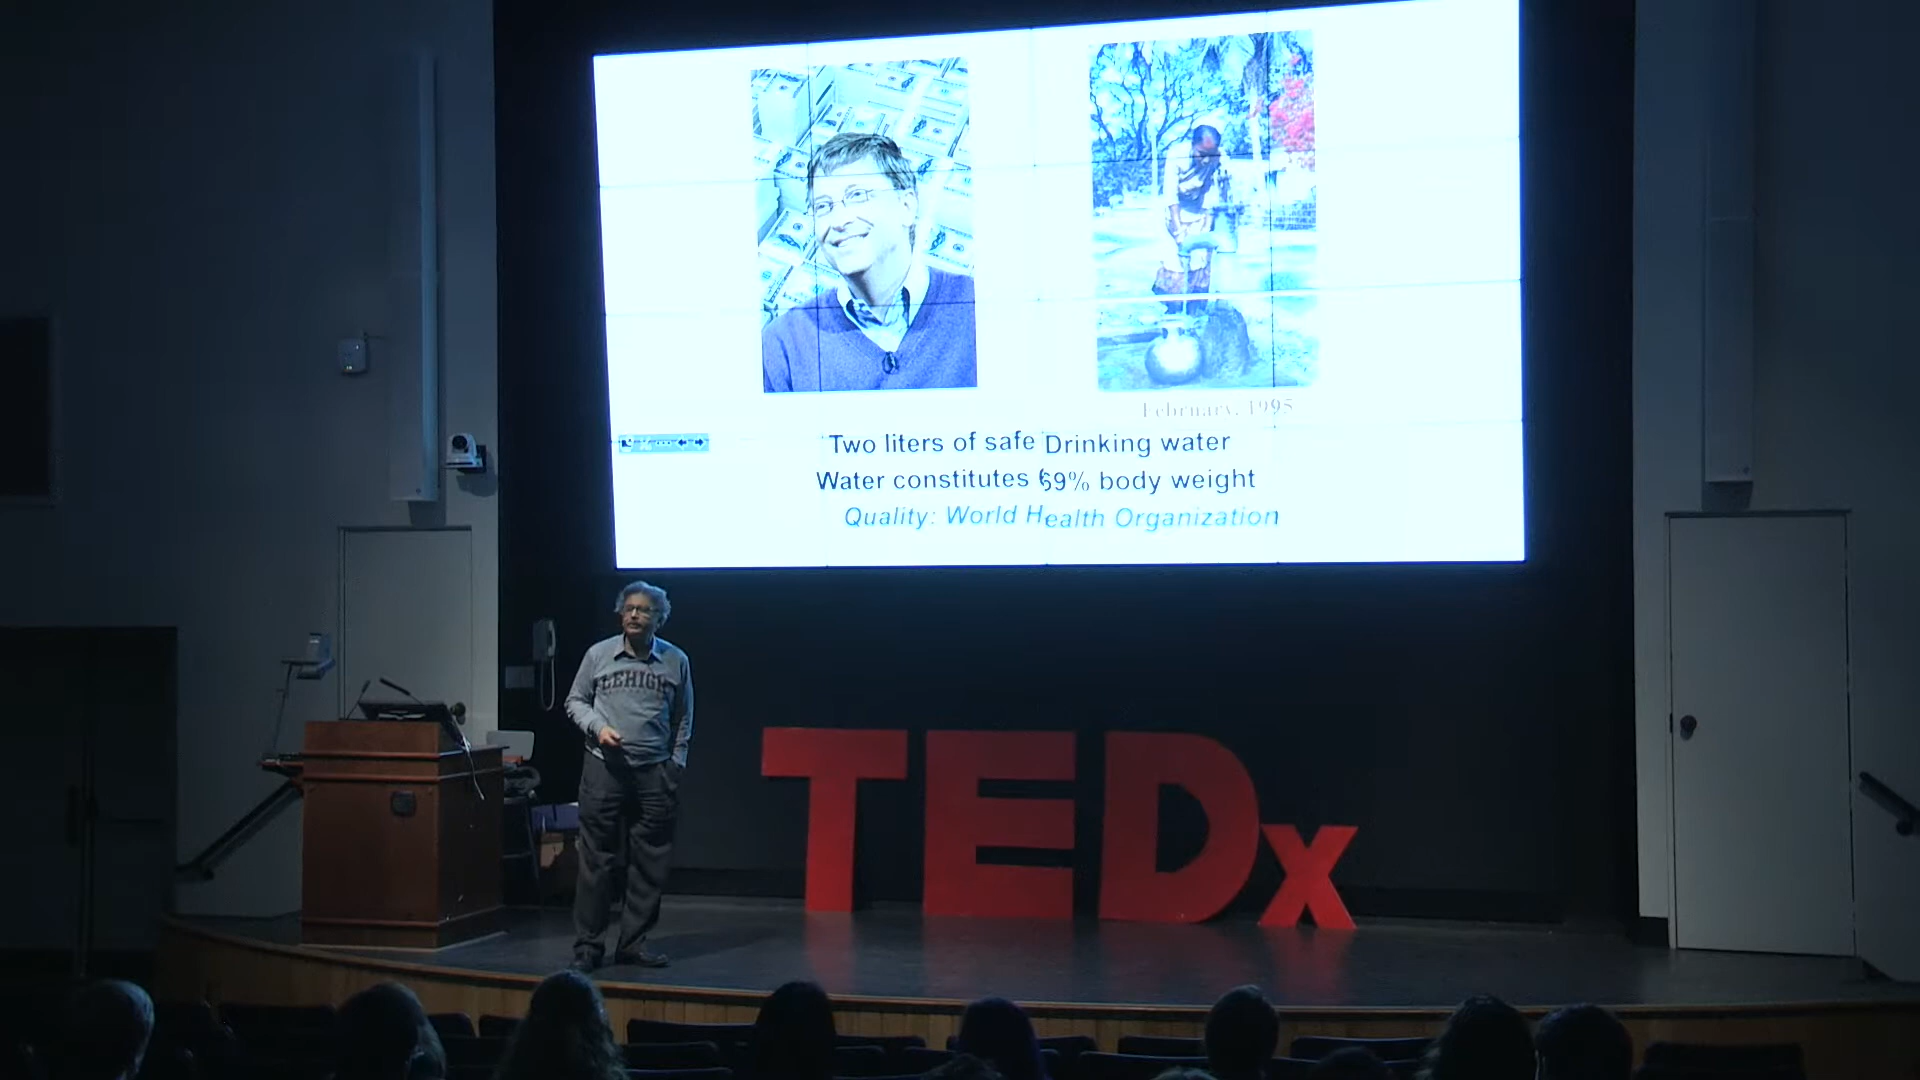 February, 1995
Two liters of safe Drinking water
Water constitutes 69% body weight
Quality: World Health Organization
LEHIGH
TEDx